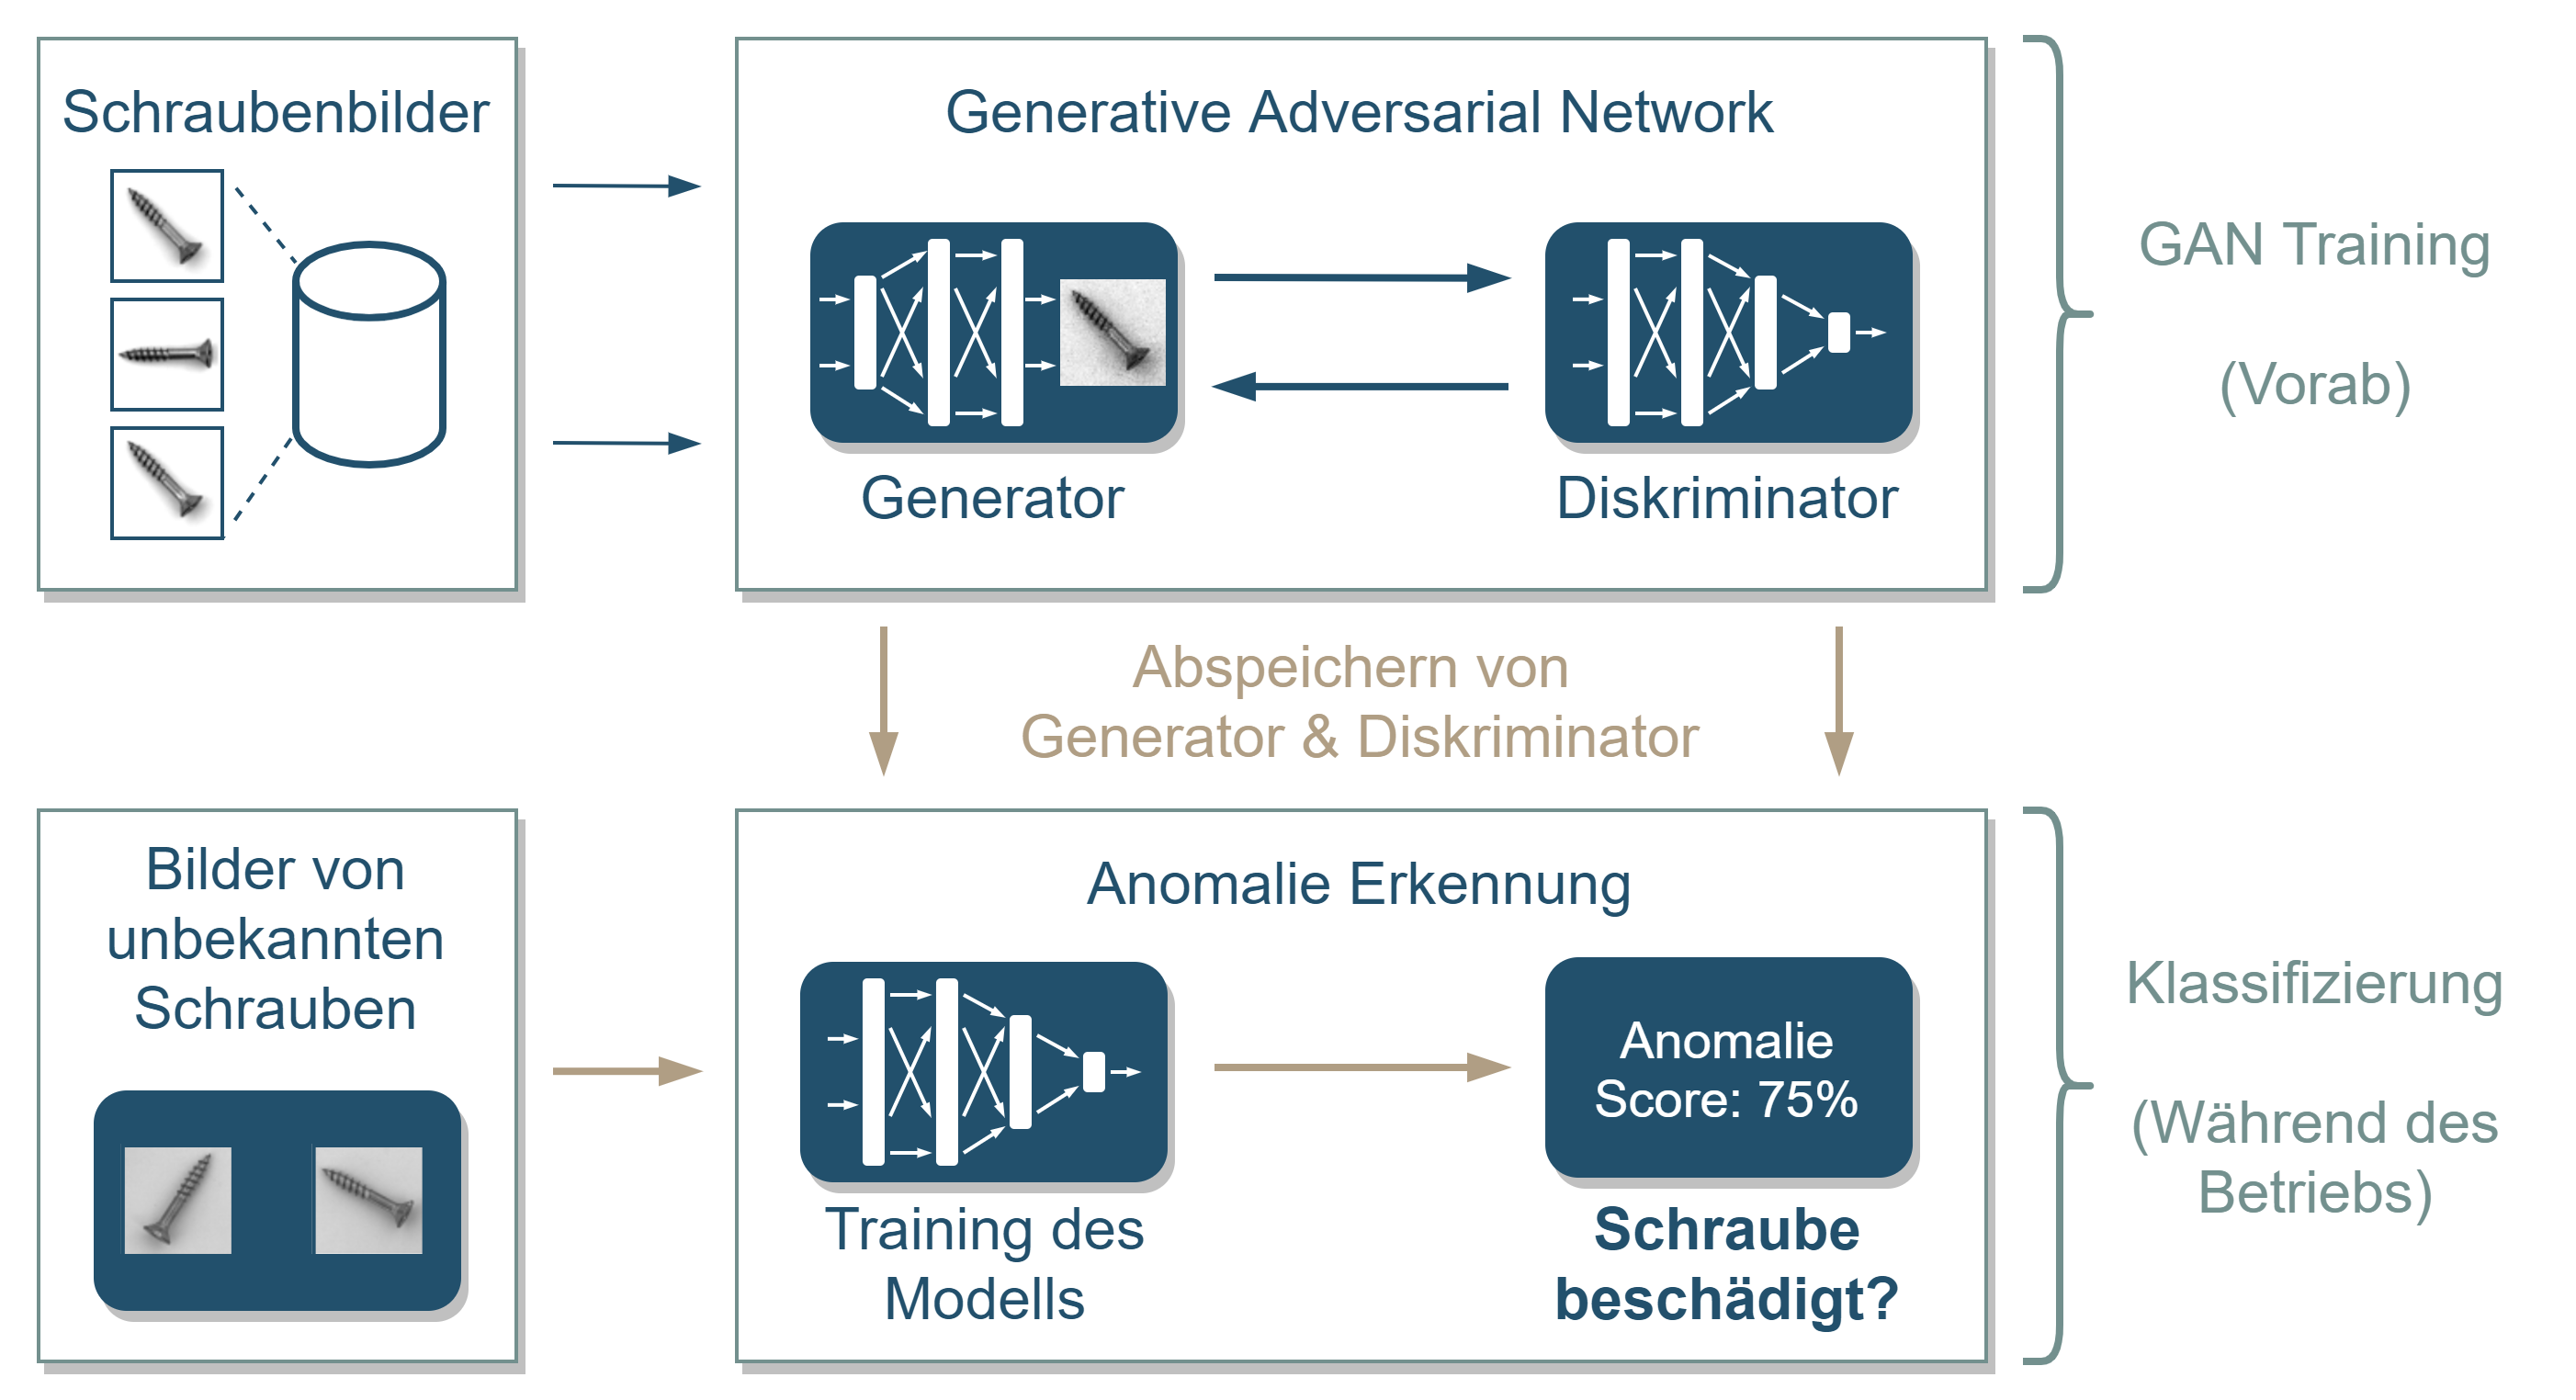 Schraubenbilder
Generative Adversarial Network
Generator
Diskriminator
GAN Training
(Vorab)
Abspeichern von
Generator & Diskriminator
Bilder von
unbekannten
Schrauben
Anomalie Erkennung
Training des
Modells
Anomalie
Score: 75%
Schraube
beschädigt?
Klassifizierung
(Während des
Betriebs)